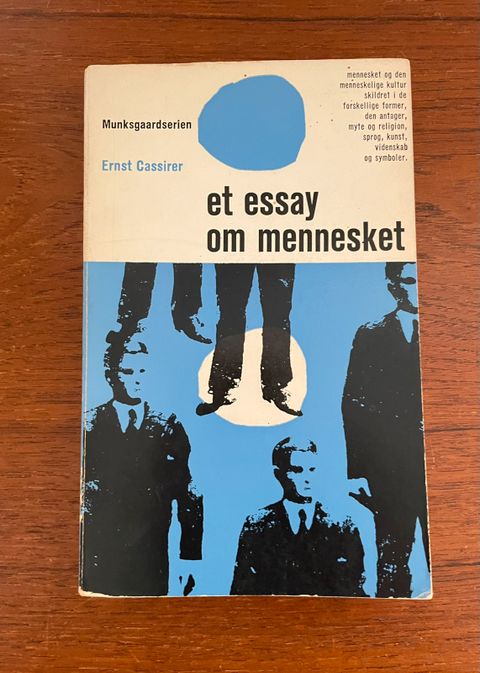 mennesket og den
menneskelige kultur
skildret i de
forskellige former,
den antager,
myte og religion,
sprog, kunst,
videnskab
og symboler.
Munksgaardserien
Ernst Cassirer
et essay
om mennesket